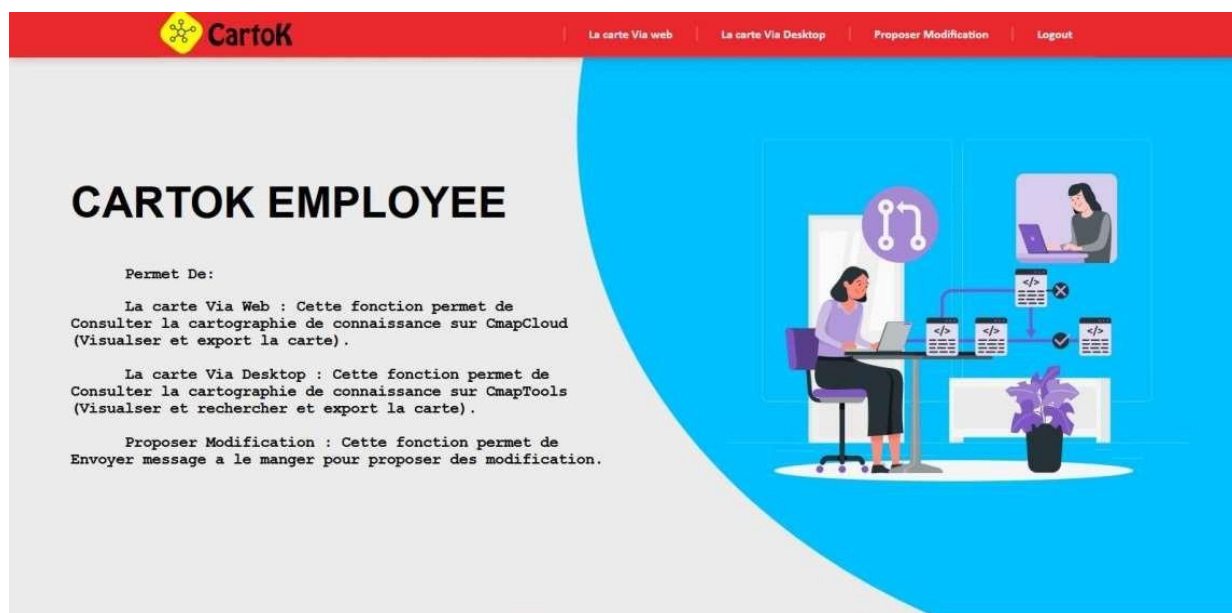 CartoK
La carte Via web
La carte Via Desktop
Proposer Modification
Logout
CARTOK EMPLOYEE
Permet De:
La carte Via Web : Cette fonction permet de
Consulter la cartographie de connaissance sur CmapCloud
(Visualser et export la carte).
La carte Via Desktop : Cette fonction permet de
Consulter la cartographie de connaissance sur CmapTools
(Visualser et rechercher et export la carte).
Proposer Modification : Cette fonction permet de
Envoyer message a le manger pour proposer des modification.
</>
</>
</>
</>